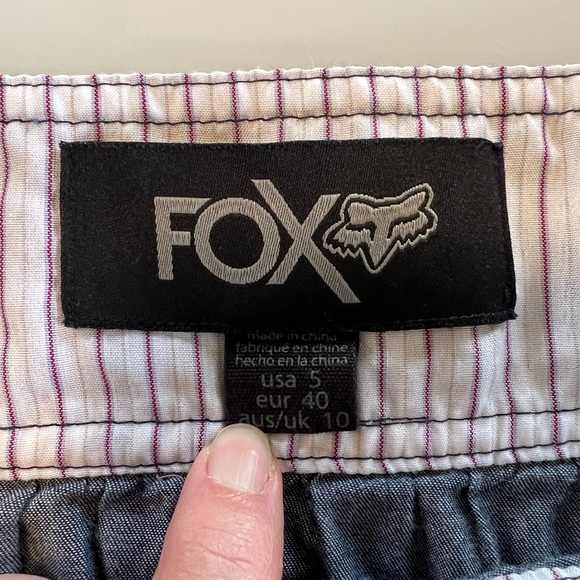 FOX
made in china
fabriqué en chine
hecho en la china
usa 5
eur 40
aus/uk 10